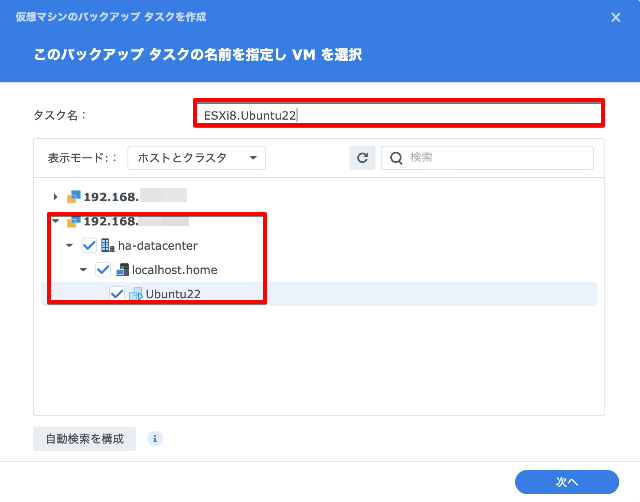 仮想マシンのバックアップ タスクを作成
このバックアップ タスクの名前を指定し VM を選択
タスク名：
ESXi8.Ubuntu22
表示モード:：
ホストとクラスタ
検索
192.168.
192.168.
ha-datacenter
localhost.home
Ubuntu22
自動検索を構成
次へ